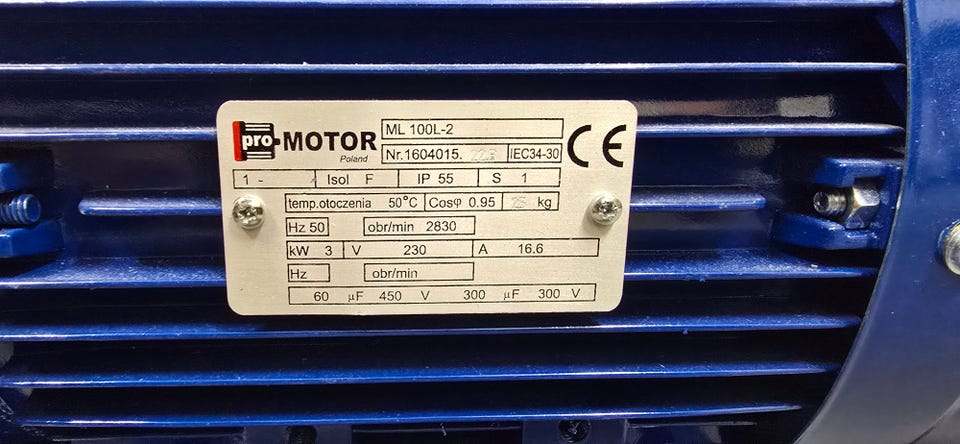 pro-MOTOR
Poland
ML 100L-2
Nr.1604015. IEC34-30
CE
1 - Isol F IP 55 S 1
temp.otoczenia 50°C Cosφ 0.95 kg
Hz 50 obr/min 2830
kW 3 V 230 A 16.6
Hz obr/min
60 μF 450 V 300 μF 300 V